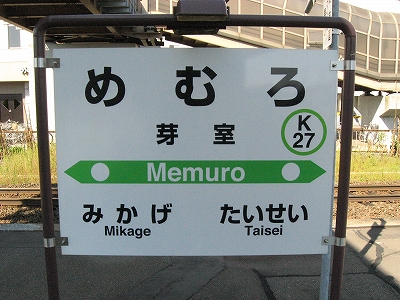 めむろ
芽室
K
27
Memuro
みかげ たいせい
Mikage Taisei